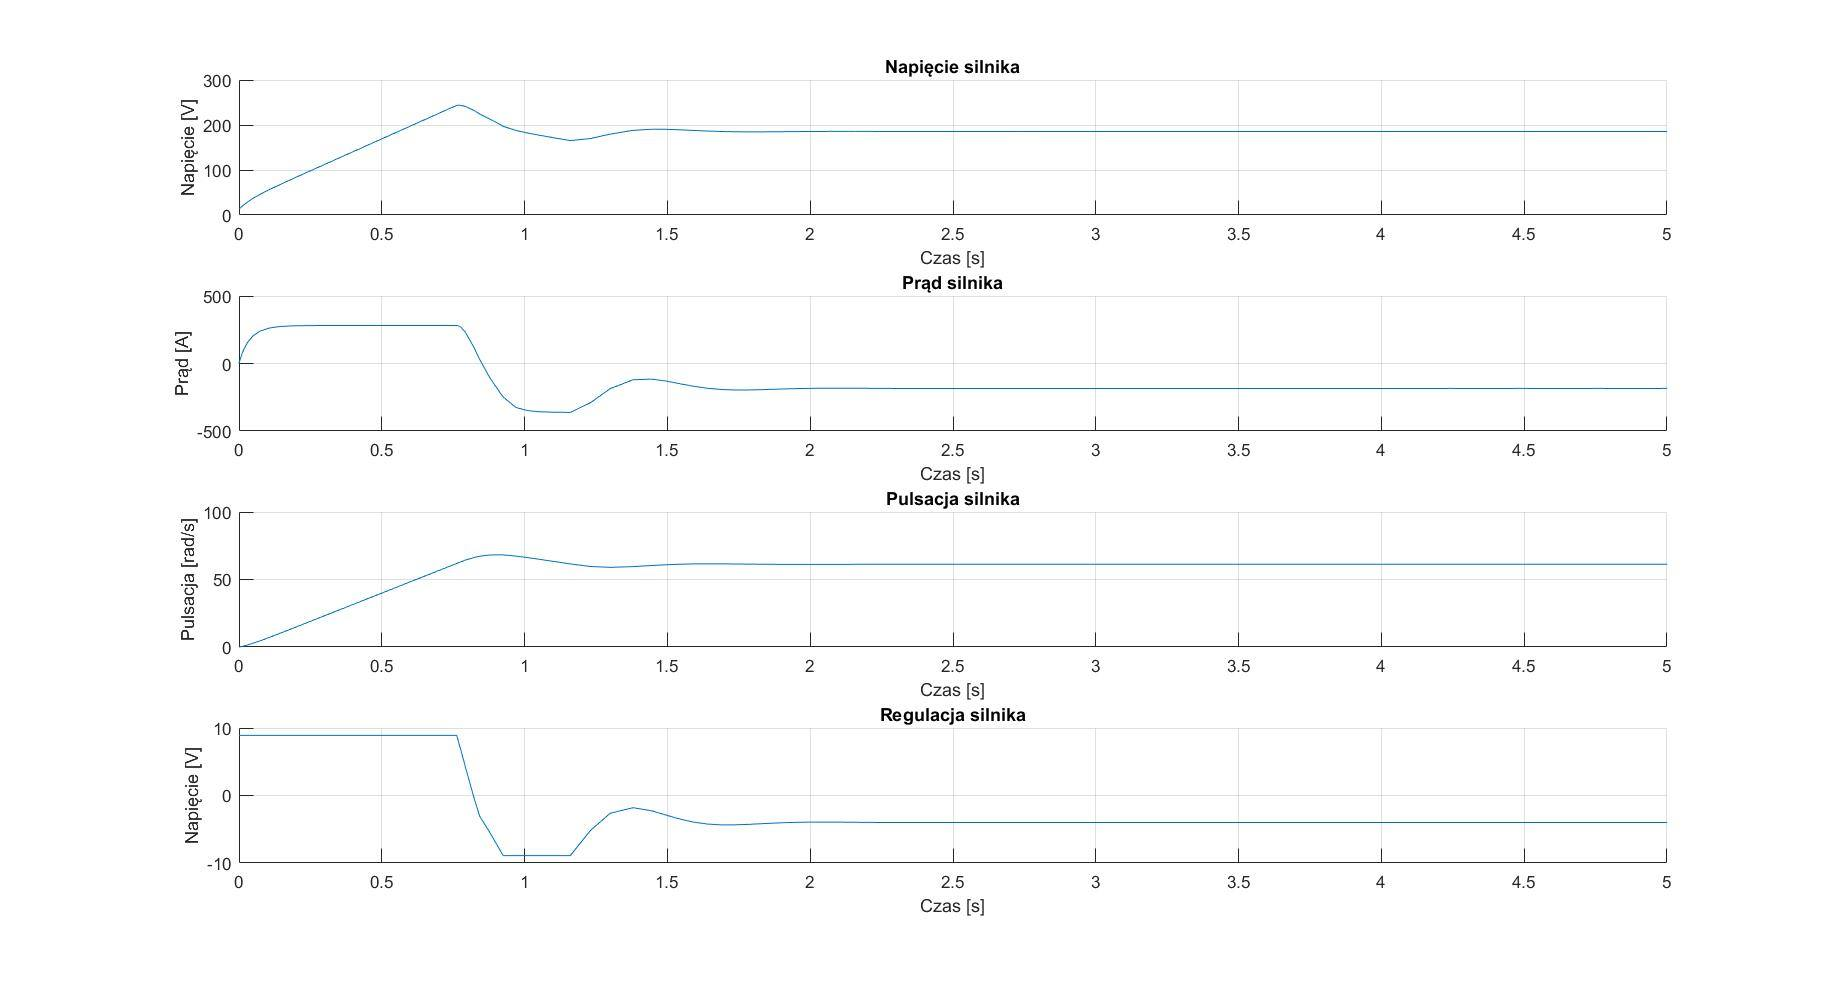 Napięcie silnika
Napięcie [V]
300
200
100
0
0 0.5 1 1.5 2 2.5 3 3.5 4 4.5 5
Czas [s]
Prąd silnika
Prąd [A]
500
0
-500
0 0.5 1 1.5 2 2.5 3 3.5 4 4.5 5
Czas [s]
Pulsacja silnika
Pulsacja [rad/s]
100
50
0
0 0.5 1 1.5 2 2.5 3 3.5 4 4.5 5
Czas [s]
Regulacja silnika
Napięcie [V]
10
0
-10
0 0.5 1 1.5 2 2.5 3 3.5 4 4.5 5
Czas [s]